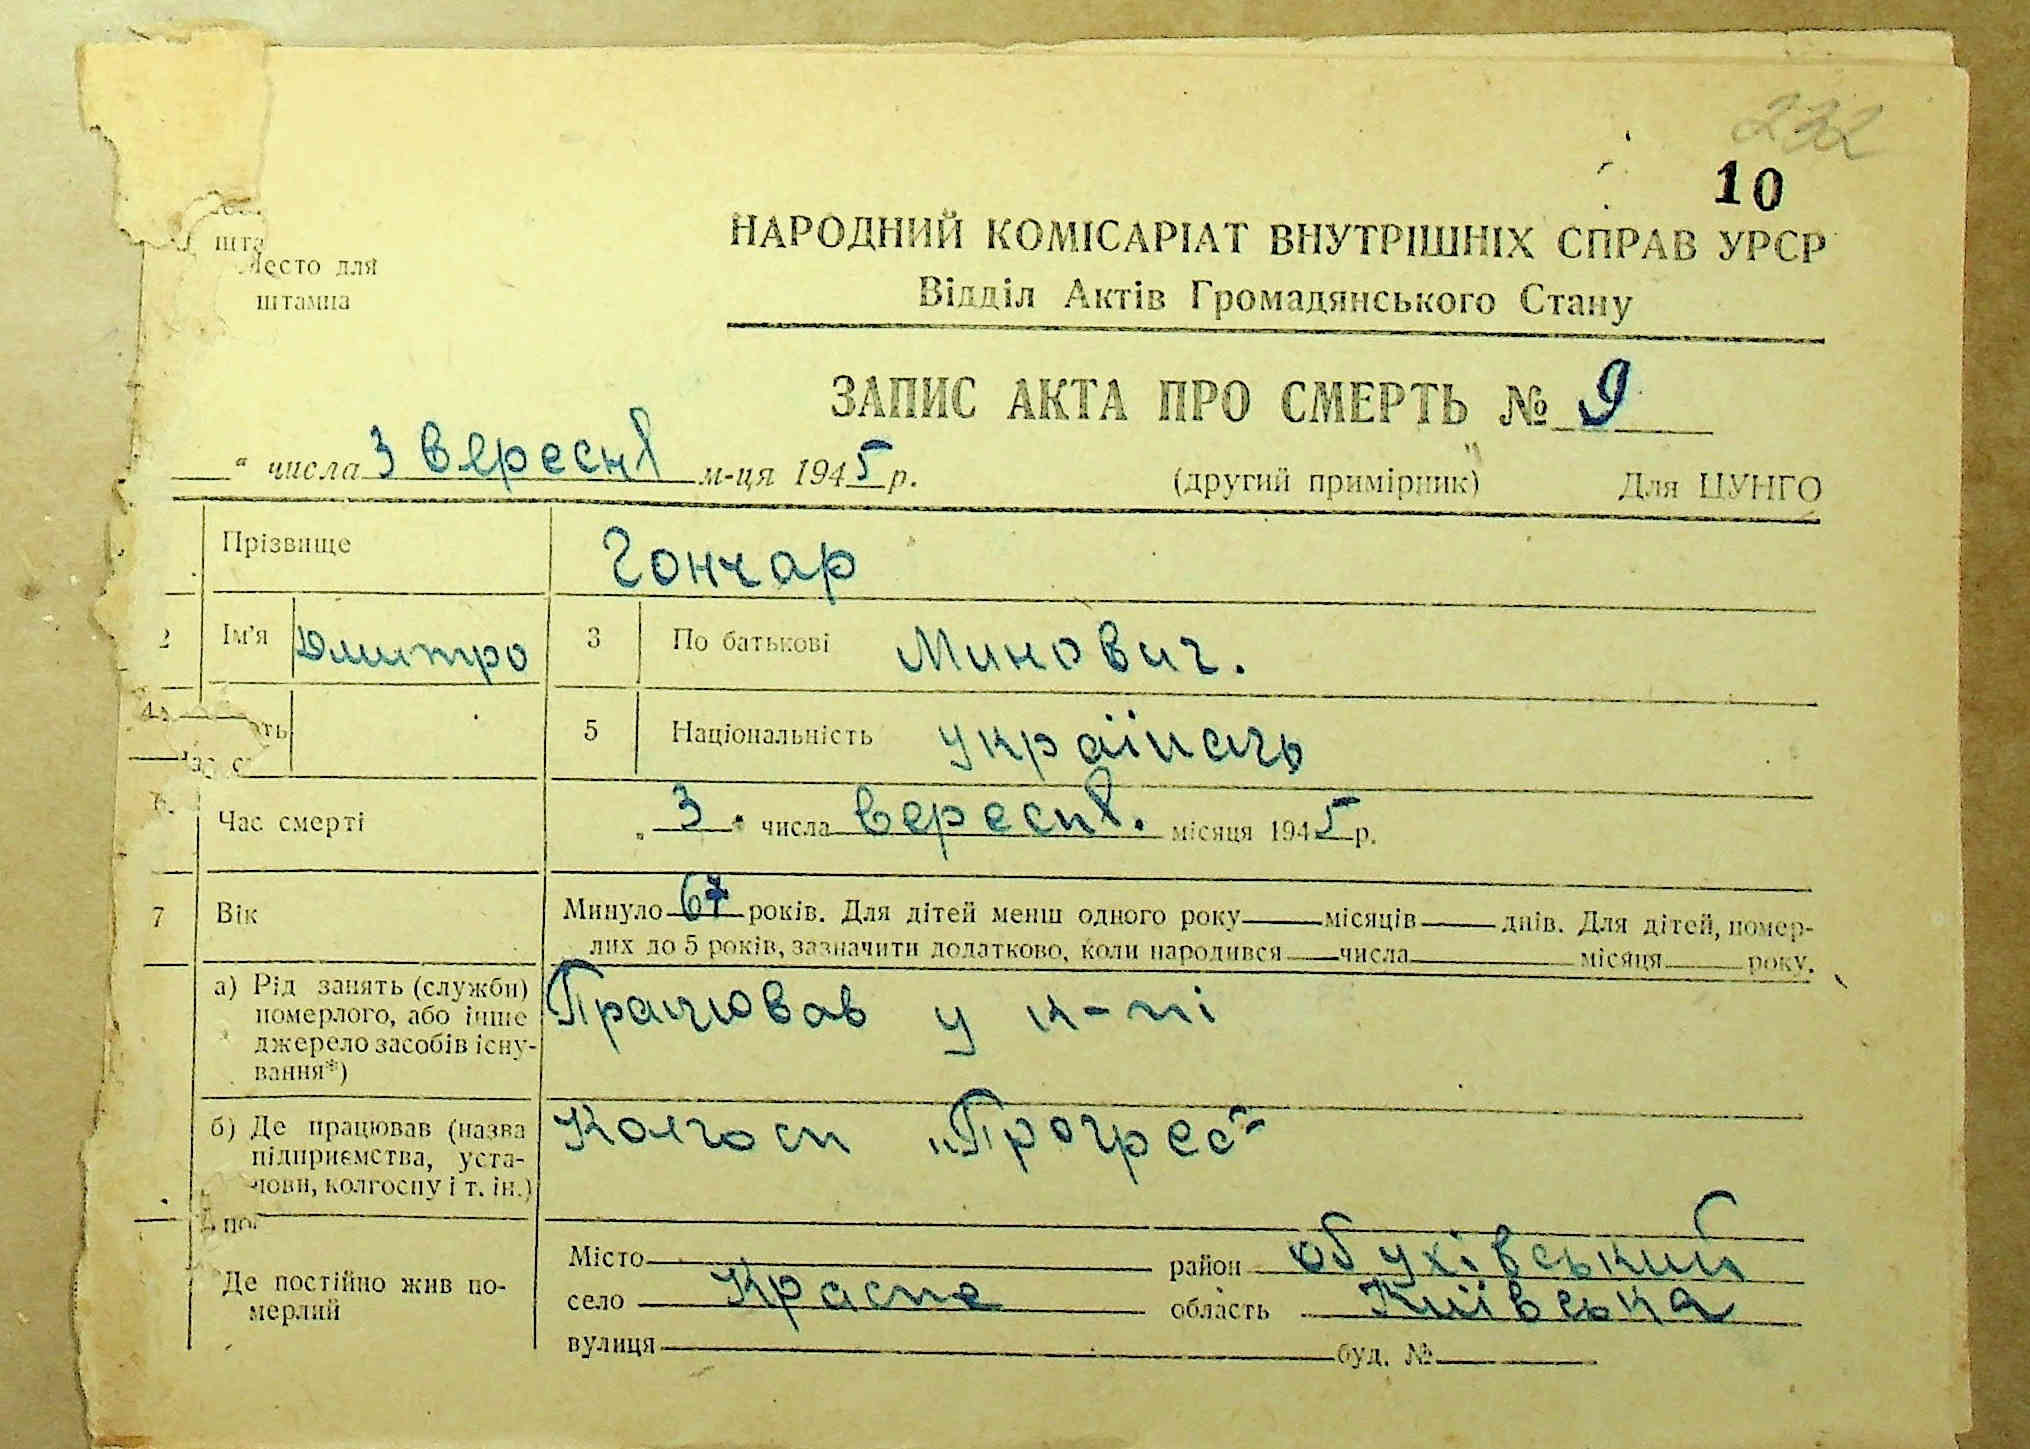 232
10
Место для
штампа
НАРОДНИЙ КОМІСАРІАТ ВНУТРІШНІХ СПРАВ УРСР
Відділ Актів Громадянського Стану
ЗАПИС АКТА ПРО СМЕРТЬ № 9
" числа 3 вересня м-ця 1945 р. (другий примірник) Для ЦУНГО
Прізвище Гончар
2 Ім'я Дмитро 3 По батькові Минович.
4 5 Національність українець
6. Час смерті „3" числа вересня. місяця 1945 р.
7 Вік Минуло 67 років. Для дітей менш одного року місяців днів. Для дітей, помер-
лих до 5 років, зазначити додатково, коли народився числа місяця року.
а) Рід занять (служби) померлого, або інше джерело засобів існу-вання*) Працював у к-пі
б) Де працював (назва підприємства, уста-нови, колгоспу і т. ін.) Колгосп „Прогрес"
Де постійно жив по-мерлий
Місто район Обухівський
село Красне область Київська
вулиця буд. №